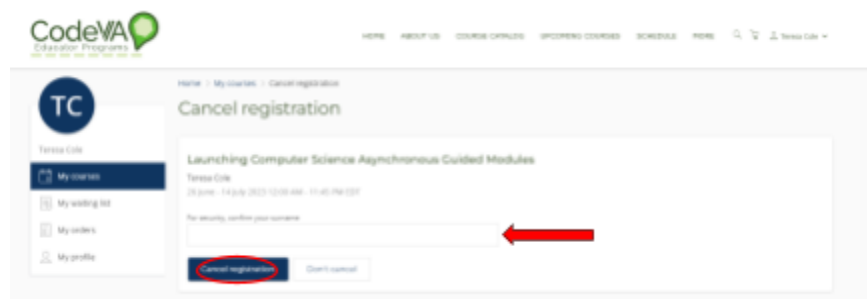 CodeVA
Educator Programs
HOME ABOUT US COURSE CATALOG UPCOMING COURSES SCHEDULE MORE Teresa Cole
Home > My courses > Cancel registration
TC
Cancel registration
Teresa Cole
My courses
My waiting list
My orders
My profile
Launching Computer Science Asynchronous Guided Modules
Teresa Cole
26 June - 14 July 2023 12:00 AM - 11:45 PM EDT
For security, confirm your surname
Cancel registration Don't cancel